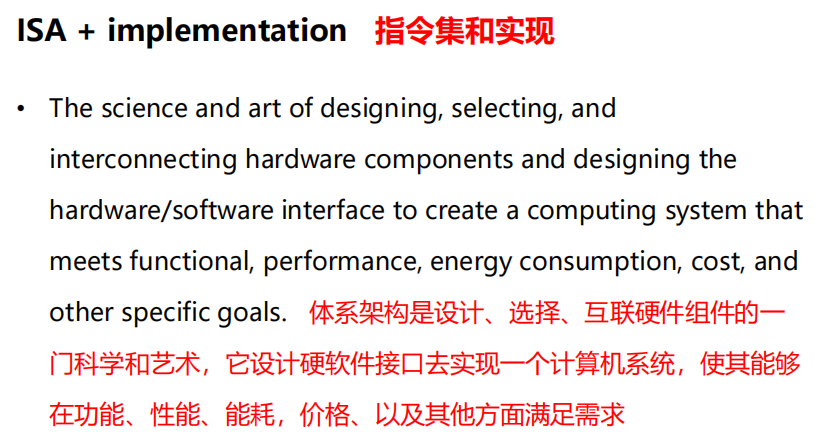 ISA + implementation 指令集和实现
• The science and art of designing, selecting, and
interconnecting hardware components and designing the
hardware/software interface to create a computing system that
meets functional, performance, energy consumption, cost, and
other specific goals. 体系架构是设计、选择、互联硬件组件的一
门科学和艺术，它设计硬软件接口去实现一个计算机系统，使其能够
在功能、性能、能耗，价格、以及其他方面满足需求